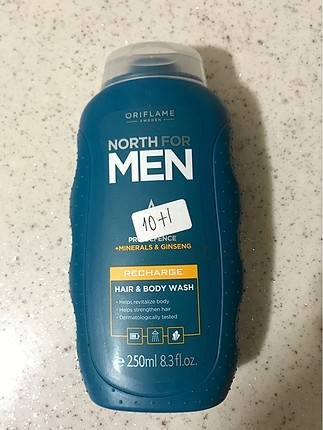 ORIFLAME
SWEDEN
NORTH FOR
MEN
10+1
+MINERALS & GINSENG
RECHARGE
HAIR & BODY WASH
• Helps revitalize body
• Helps strengthen hair
• Dermatologically tested
e 250ml 8.3 fl.oz.